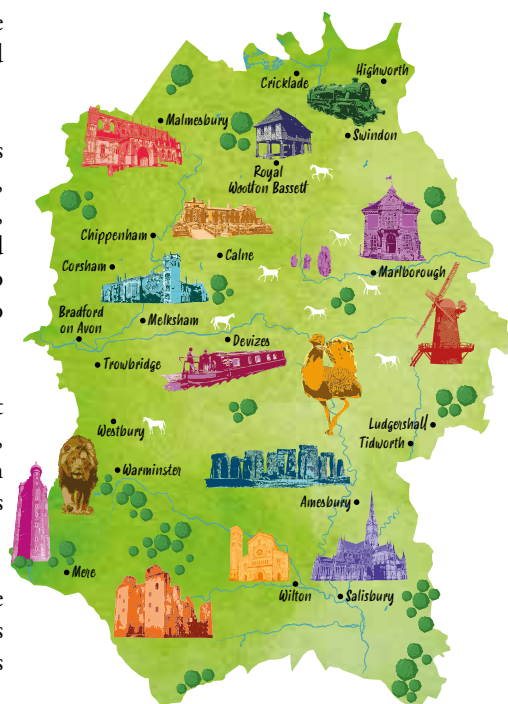 e
d
s
,
,
d
o
o
t
,
n
s
e
s
s
Cricklade
Highworth
Malmesbury
Swindon
Royal
Wootton Bassett
Chippenham
Calne
Corsham
Marlborough
Bradford
on Avon
Melksham
Devizes
Trowbridge
Ludgershall
Tidworth
Westbury
Warminster
Amesbury
Mere
Wilton
Salisbury